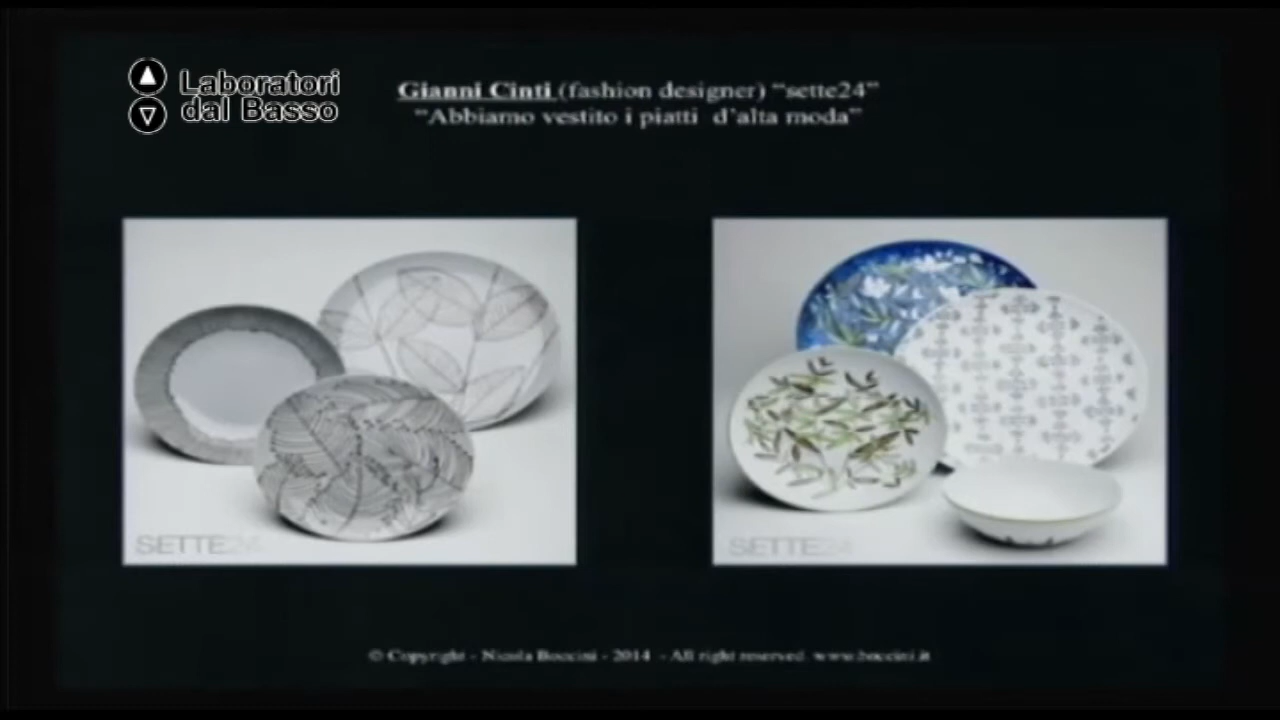 Laboratori
dal Basso
Gianni Cinti (fashion designer) “sette24”
“Abbiamo vestito i piatti d’alta moda”
SETTE24
SETTE24
© Copyright - Nicola Boccini - 2014 - All right reserved. www.boccini.it